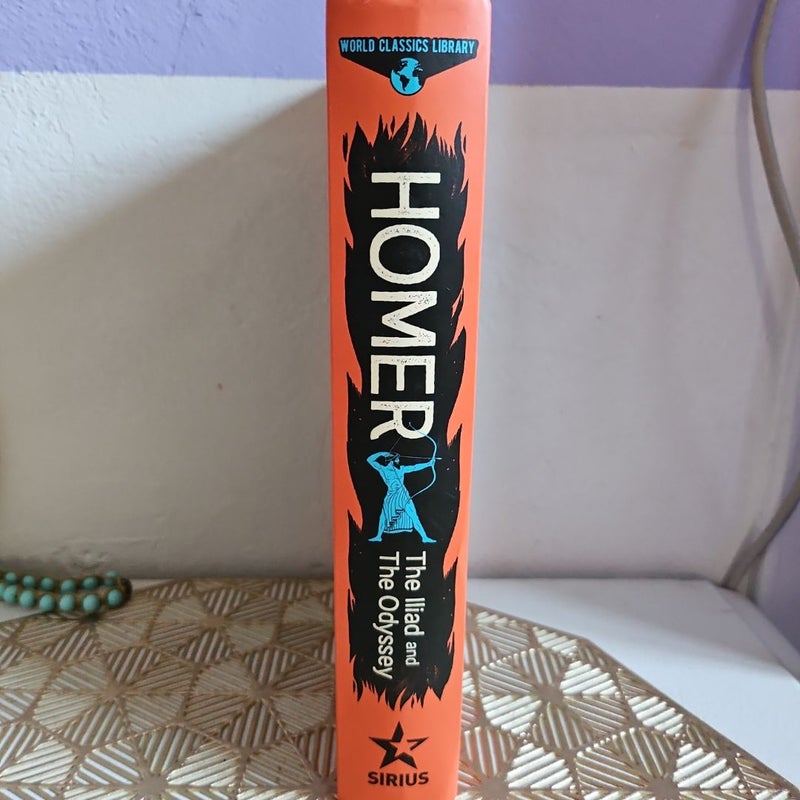 WORLD CLASSICS LIBRARY
HOMER
The Iliad and
The Odyssey
SIRIUS